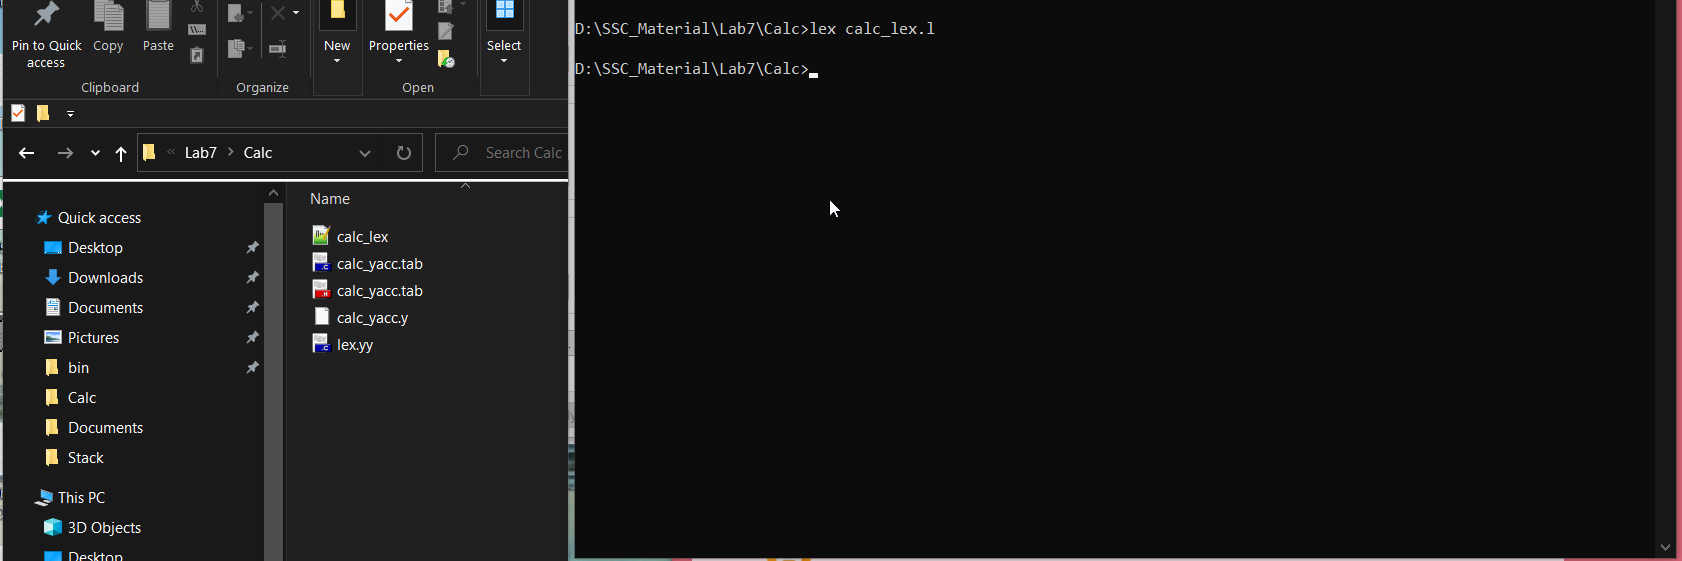 Pin to Quick access
Copy
Paste
New
Properties
Select
Clipboard
Organize
Open
« Lab7 > Calc
Search Calc
Name
Quick access
Desktop
Downloads
Documents
Pictures
bin
Calc
Documents
Stack
This PC
3D Objects
Desktop
calc_lex
calc_yacc.tab
calc_yacc.tab
calc_yacc.y
lex.yy
D:\SSC_Material\Lab7\Calc>lex calc_lex.l
D:\SSC_Material\Lab7\Calc>